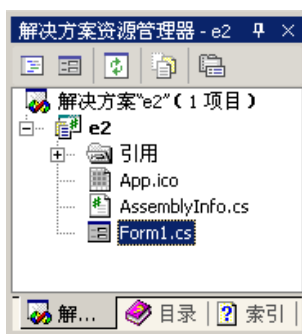 解决方案资源管理器 - e2
解决方案“e2”(1 项目)
e2
引用
App.ico
AssemblyInfo.cs
Form1.cs
解... 目录 索引